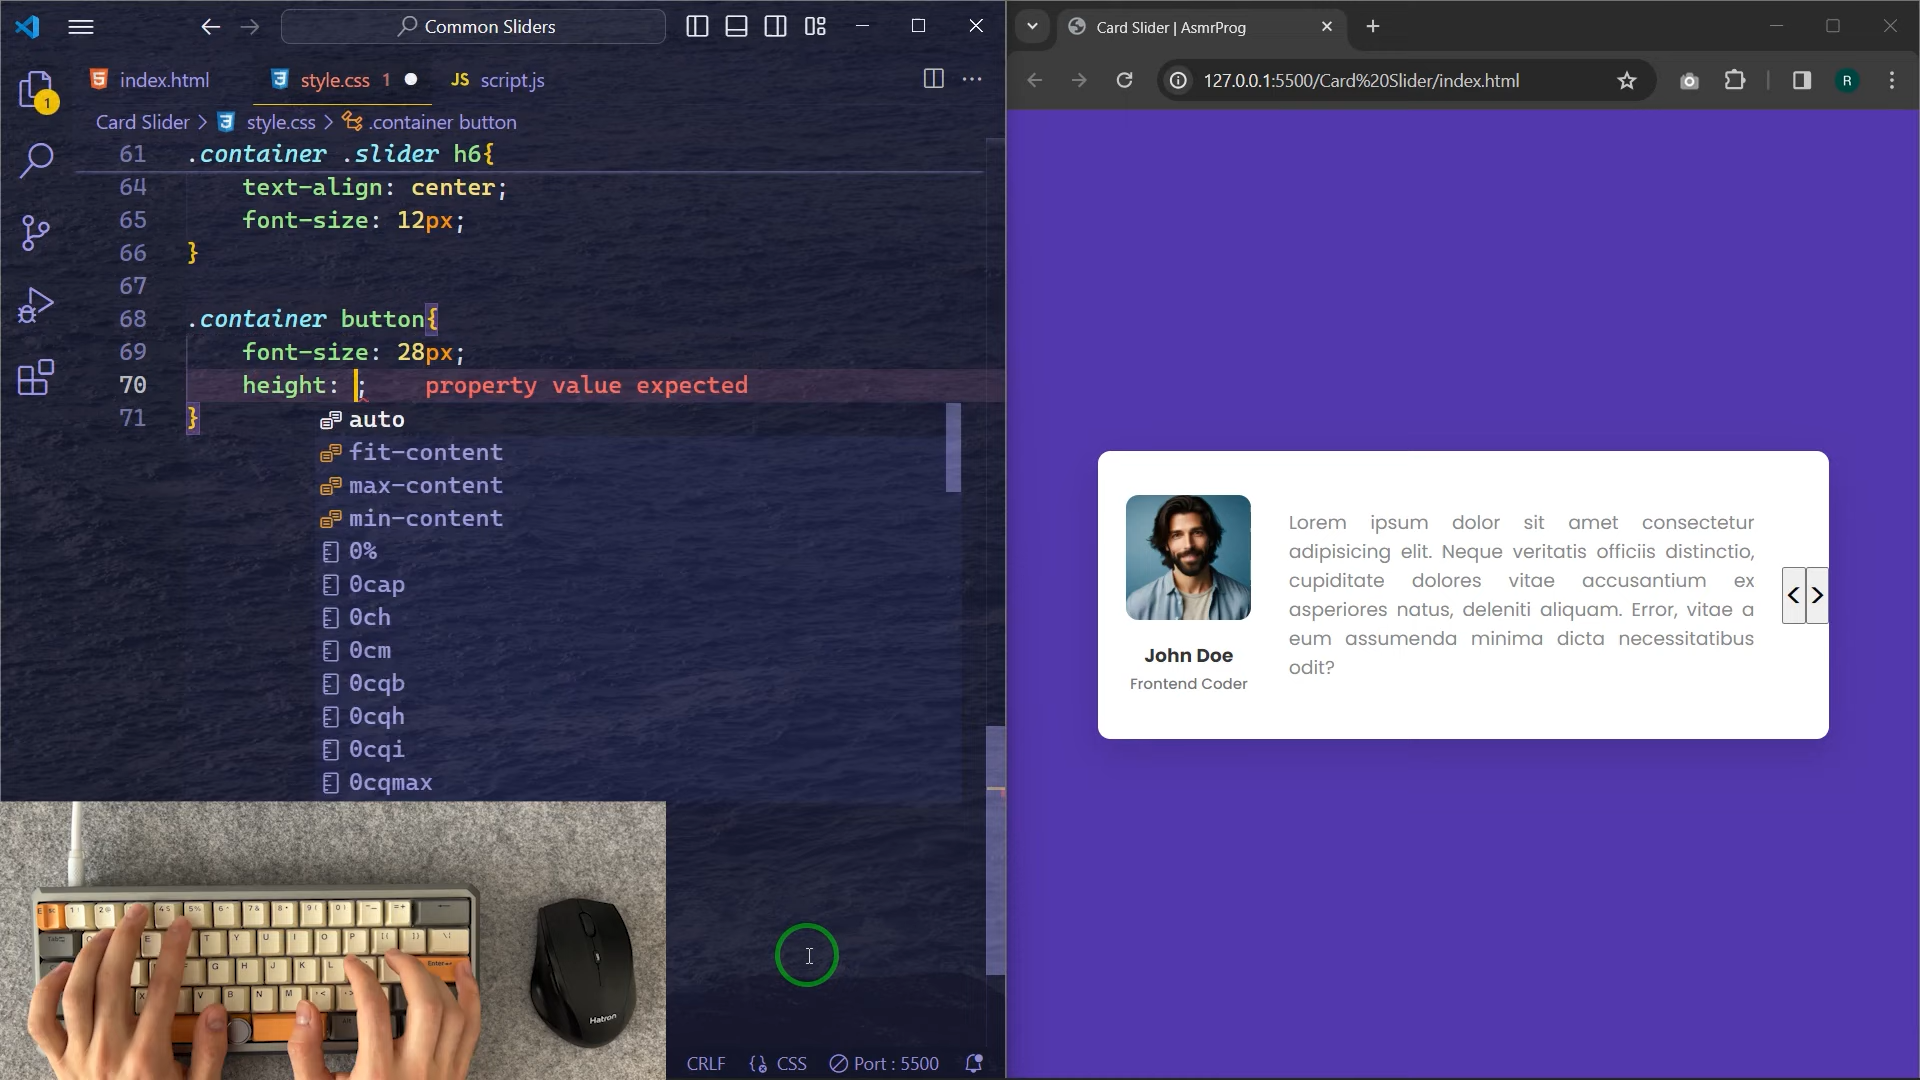 Common Sliders
index.html
style.css 1
JS script.js
1
Card Slider > style.css > .container button
61 .container .slider h6{
64 text-align: center;
65 font-size: 12px;
66 }
67
68 .container button{
69 font-size: 28px;
70 height: ; property value expected
71 }
auto
fit-content
max-content
min-content
0%
0cap
0ch
0cm
0cqb
0cqh
0cqi
0cqmax
Hatron
CRLF {} CSS Port : 5500
Card Slider | AsmrProg
127.0.0.1:5500/Card%20Slider/index.html
R
Lorem ipsum dolor sit amet consectetur
adipisicing elit. Neque veritatis officiis distinctio,
cupiditate dolores vitae accusantium ex
asperiores natus, deleniti aliquam. Error, vitae a
eum assumenda minima dicta necessitatibus
odit?
< >
John Doe
Frontend Coder